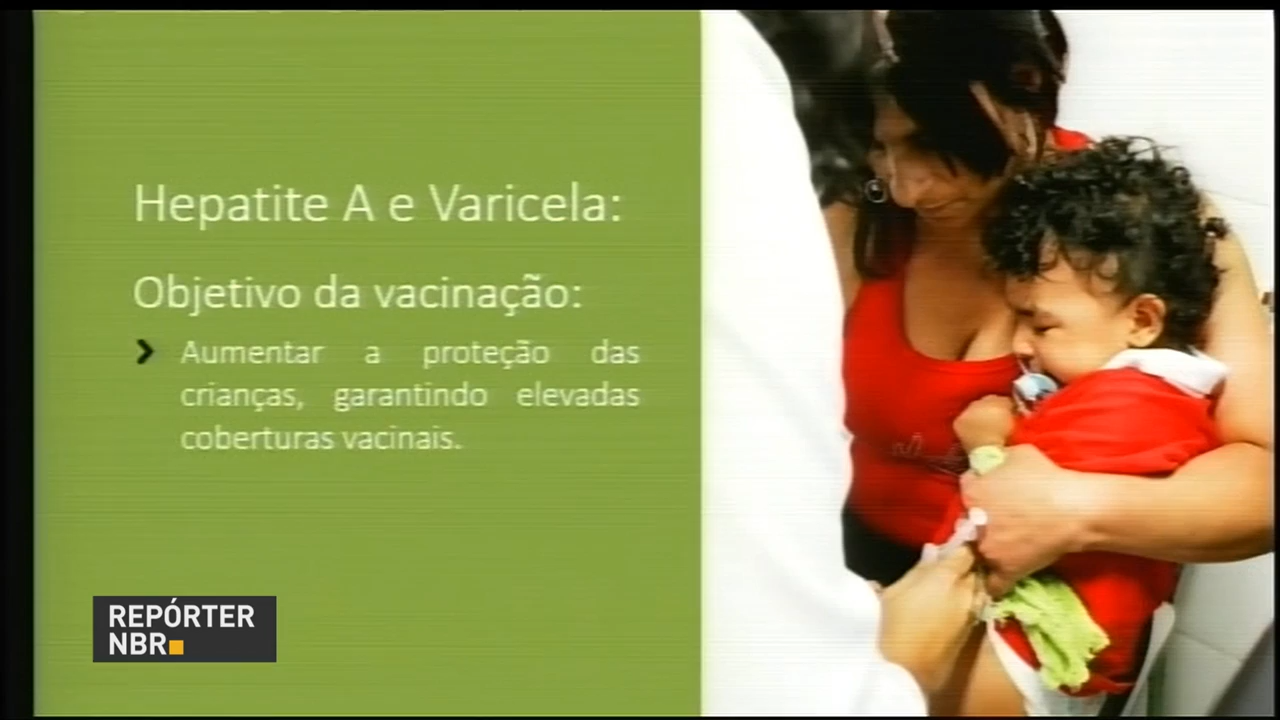 Hepatite A e Varicela:
Objetivo da vacinação:
Aumentar a proteção das
crianças, garantindo elevadas
coberturas vacinais.
REPÓRTER
NBR